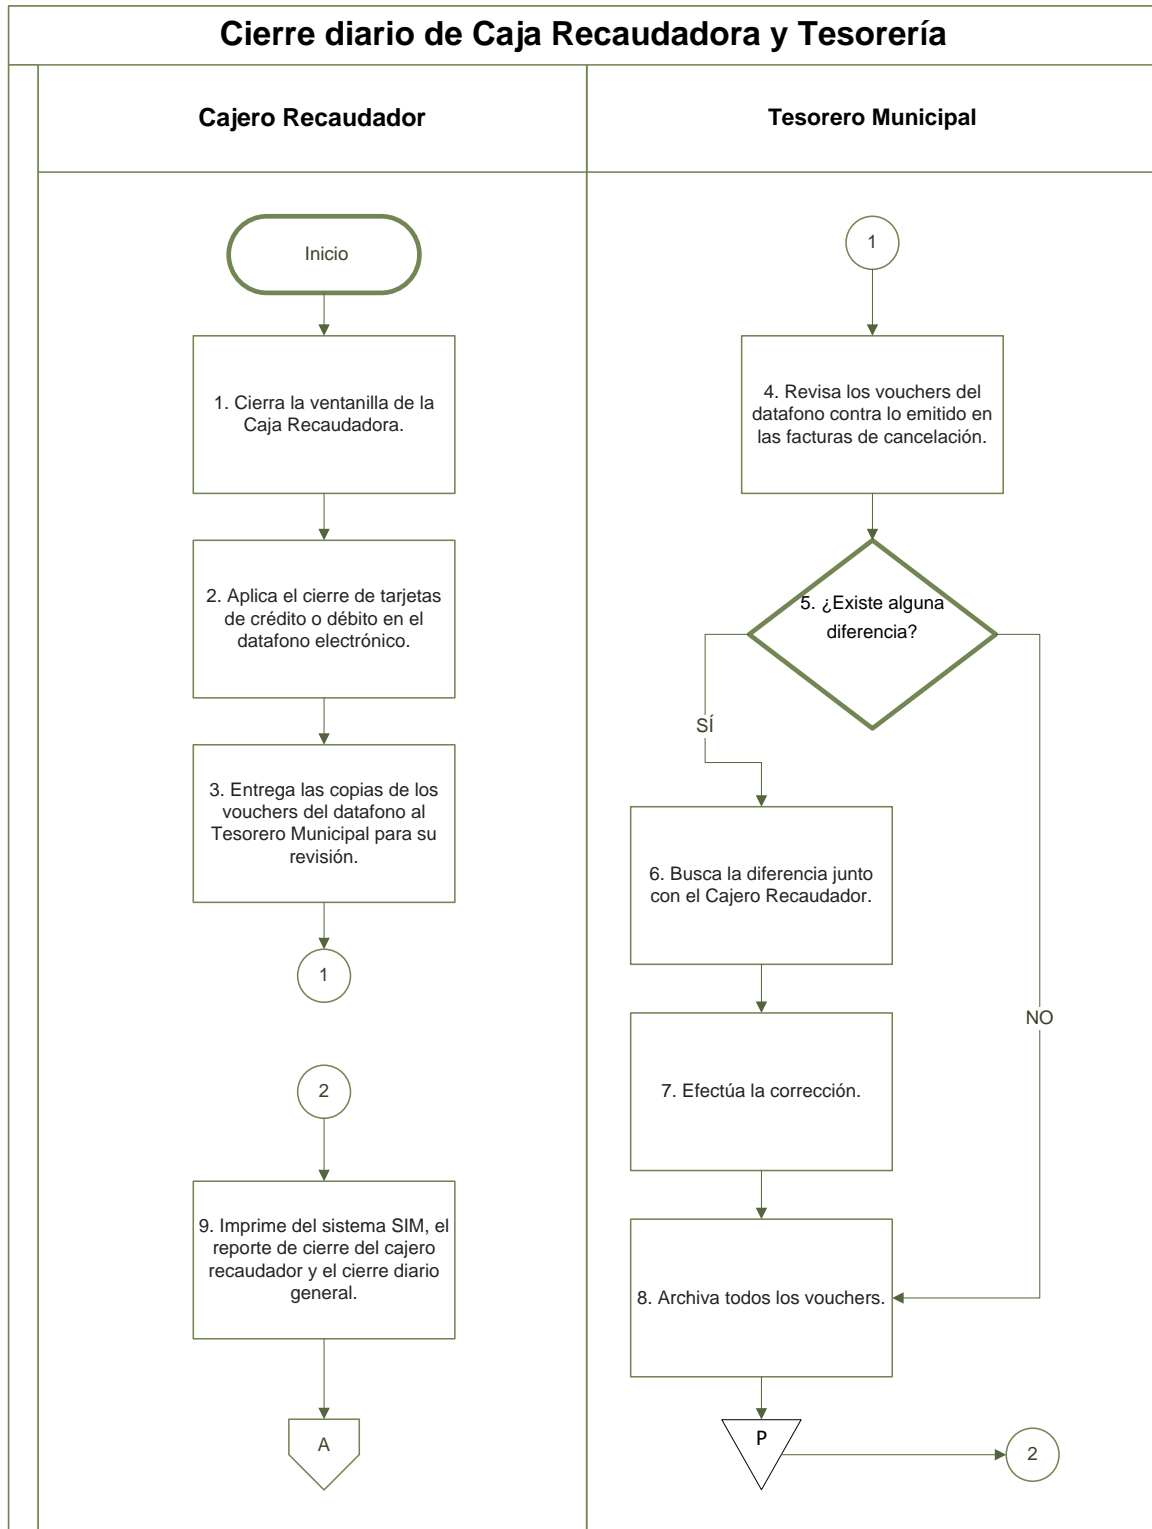 Cierre diario de Caja Recaudadora y Tesorería
Cajero Recaudador
Tesorero Municipal
Inicio
1. Cierra la ventanilla de la
Caja Recaudadora.
2. Aplica el cierre de tarjetas
de crédito o débito en el
datafono electrónico.
3. Entrega las copias de los
vouchers del datafono al
Tesorero Municipal para su
revisión.
1
2
9. Imprime del sistema SIM, el
reporte de cierre del cajero
recaudador y el cierre diario
general.
A
1
4. Revisa los vouchers del
datafono contra lo emitido en
las facturas de cancelación.
5. ¿Existe alguna
diferencia?
SÍ
NO
6. Busca la diferencia junto
con el Cajero Recaudador.
7. Efectúa la corrección.
8. Archiva todos los vouchers.
P
2